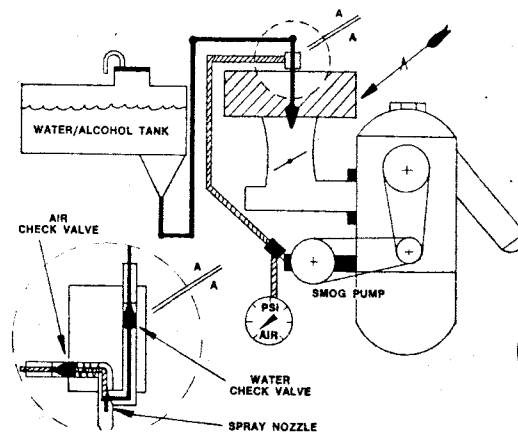 A
A
A
WATER/ALCOHOL TANK
AIR
CHECK VALVE
A
A
PSI
AIR
SMOG PUMP
WATER
CHECK VALVE
SPRAY NOZZLE